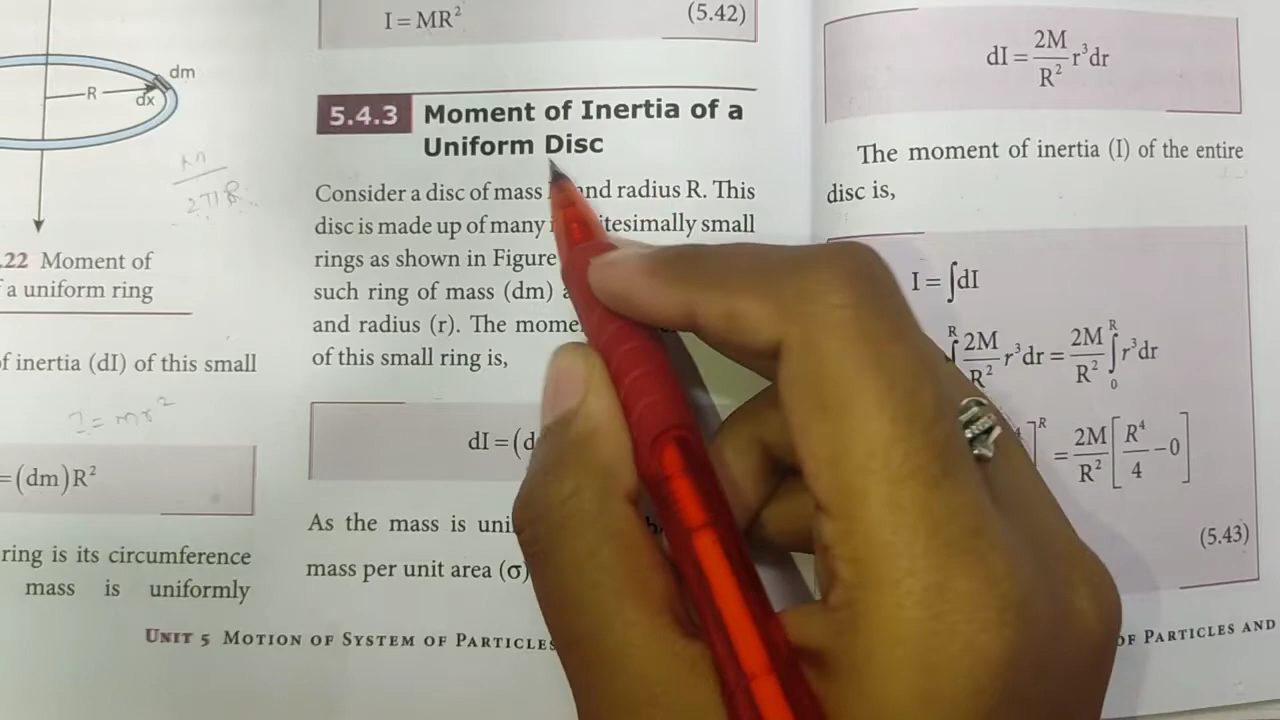 dm
R
dx
.22 Moment of
a uniform ring
of inertia (dI) of this small
I = mr²
=(dm)R²
ring is its circumference
mass is uniformly
I = MR² (5.42)
5.4.3 Moment of Inertia of a
Uniform Disc
Consider a disc of mass and radius R. This
disc is made up of many small
rings as shown in Figure
such ring of mass (dm)
and radius (r). The
of this small ring is,
dI = (d
As the mass is
mass per unit area (σ)
UNIT 5 MOTION OF SYSTEM OF PARTICLES
dI = 2M/R² r³dr
The moment of inertia (I) of the entire
disc is,
I = ∫dI
∫ᴿ 2M/R² r³dr = 2M/R² ∫₀ᴿ r³dr
]ᴿ = 2M/R² [R⁴/4 − 0]
(5.43)
OF PARTICLES AND